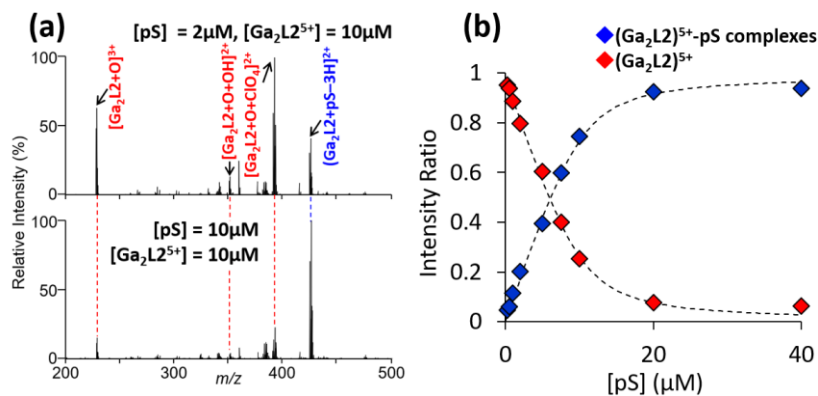 (a)
[pS] = 2μM, [Ga₂L2⁵⁺] = 10μM
Relative Intensity (%)
100
50
0
[Ga₂L2+O]³⁺
[Ga₂L2+O+OH]²⁺
[Ga₂L2+O+ClO₄]²⁺
(Ga₂L2+pS–3H]²⁺
100
50
0
[pS] = 10μM
[Ga₂L2⁵⁺] = 10μM
200
300
400
500
m/z
(b)
(Ga₂L2)⁵⁺-pS complexes
(Ga₂L2)⁵⁺
Intensity Ratio
1
0.8
0.6
0.4
0.2
0
0
20
40
[pS] (μM)